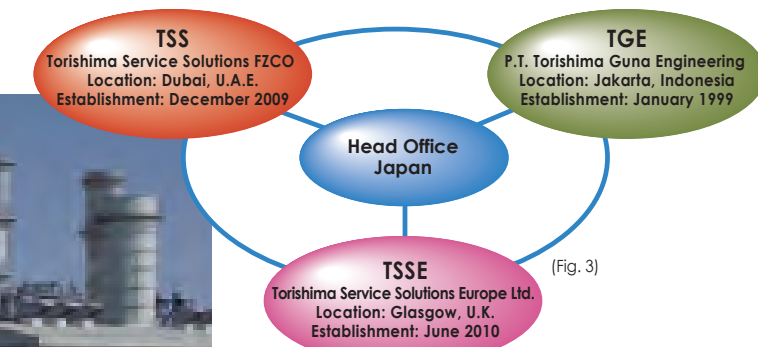 TSS
Torishima Service Solutions FZCO
Location: Dubai, U.A.E.
Establishment: December 2009
TGE
P.T. Torishima Guna Engineering
Location: Jakarta, Indonesia
Establishment: January 1999
Head Office
Japan
TSSE
Torishima Service Solutions Europe Ltd.
Location: Glasgow, U.K.
Establishment: June 2010
(Fig. 3)